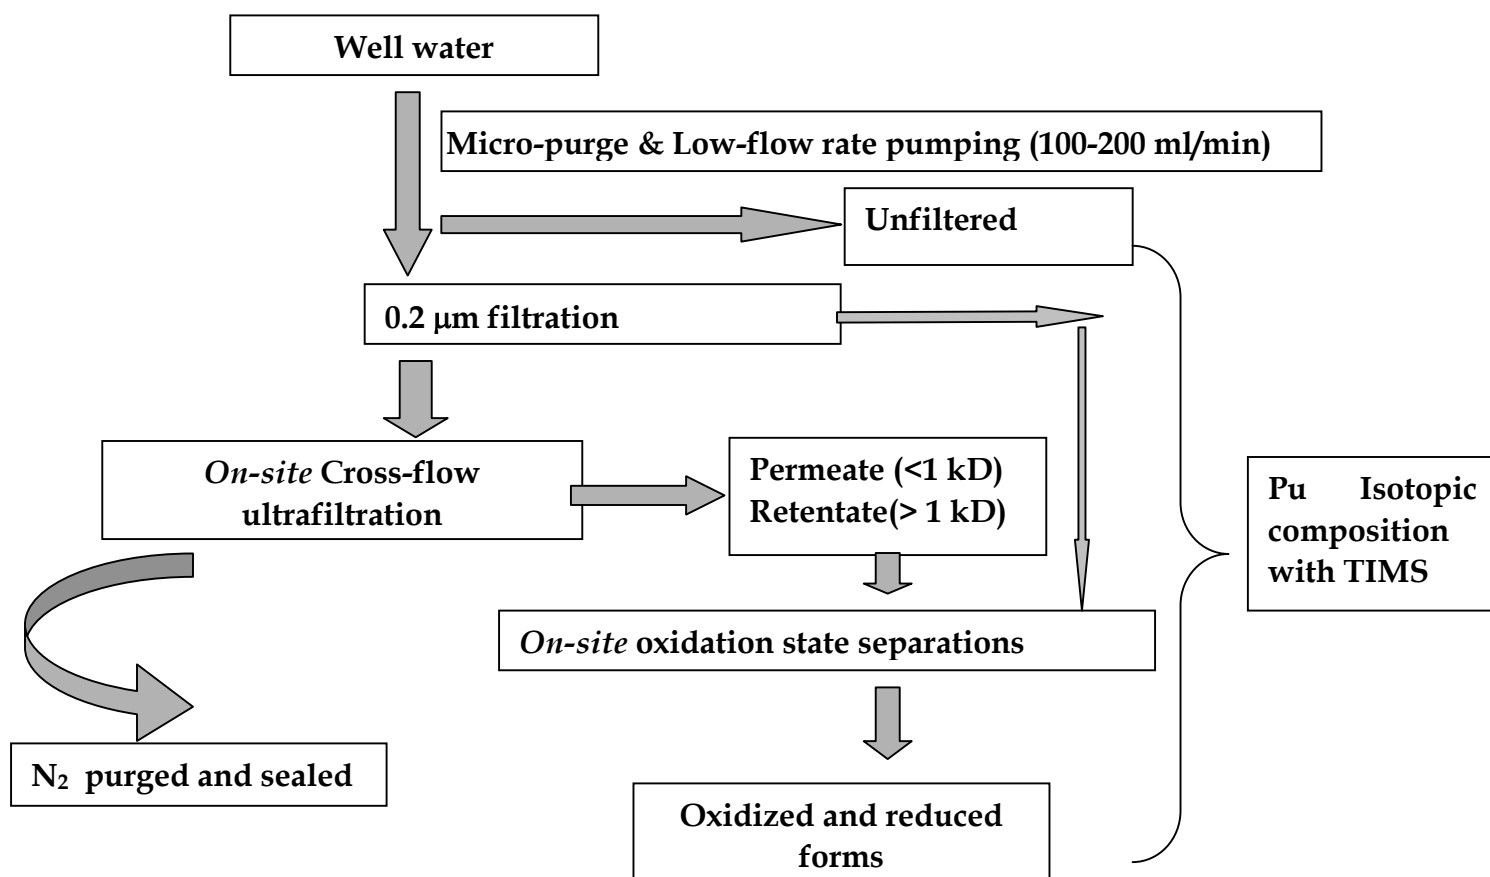 Well water
Micro-purge & Low-flow rate pumping (100-200 ml/min)
Unfiltered
0.2 μm filtration
On-site Cross-flow
ultrafiltration
Permeate (<1 kD)
Retentate(> 1 kD)
Pu Isotopic
composition
with TIMS
On-site oxidation state separations
N₂ purged and sealed
Oxidized and reduced
forms